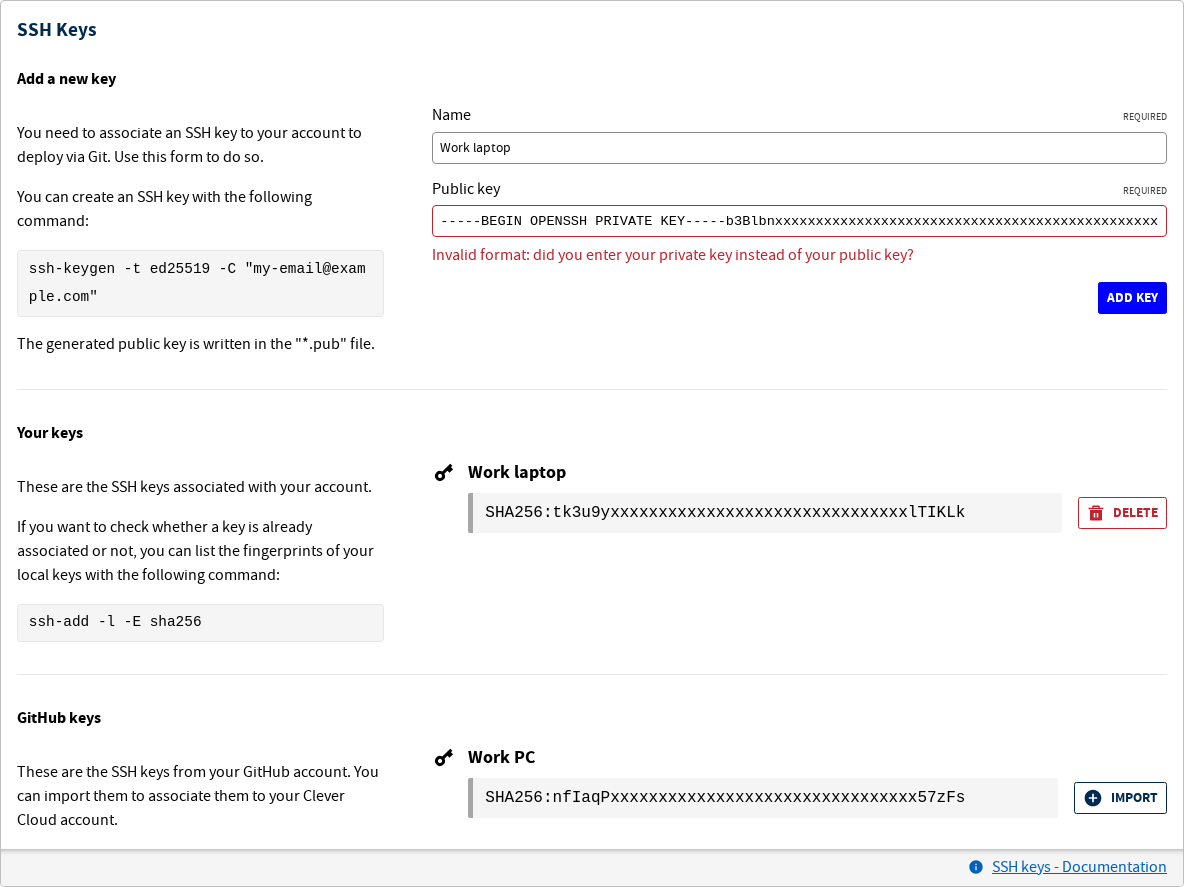 SSH Keys
Add a new key
You need to associate an SSH key to your account to
deploy via Git. Use this form to do so.
You can create an SSH key with the following
command:
ssh-keygen -t ed25519 -C "my-email@exam
ple.com"
The generated public key is written in the "*.pub" file.
Name
REQUIRED
Work laptop
Public key
REQUIRED
-----BEGIN OPENSSH PRIVATE KEY-----b3Blbnxxxxxxxxxxxxxxxxxxxxxxxxxxxxxxxxxxxxxxxxxxxxxxx
Invalid format: did you enter your private key instead of your public key?
ADD KEY
Your keys
These are the SSH keys associated with your account.
If you want to check whether a key is already
associated or not, you can list the fingerprints of your
local keys with the following command:
ssh-add -l -E sha256
Work laptop
SHA256:tk3u9yxxxxxxxxxxxxxxxxxxxxxxxxxxxxxxxlTIKLk
DELETE
GitHub keys
These are the SSH keys from your GitHub account. You
can import them to associate them to your Clever
Cloud account.
Work PC
SHA256:nfIaqPxxxxxxxxxxxxxxxxxxxxxxxxxxxxxxxx57zFs
IMPORT
SSH keys - Documentation